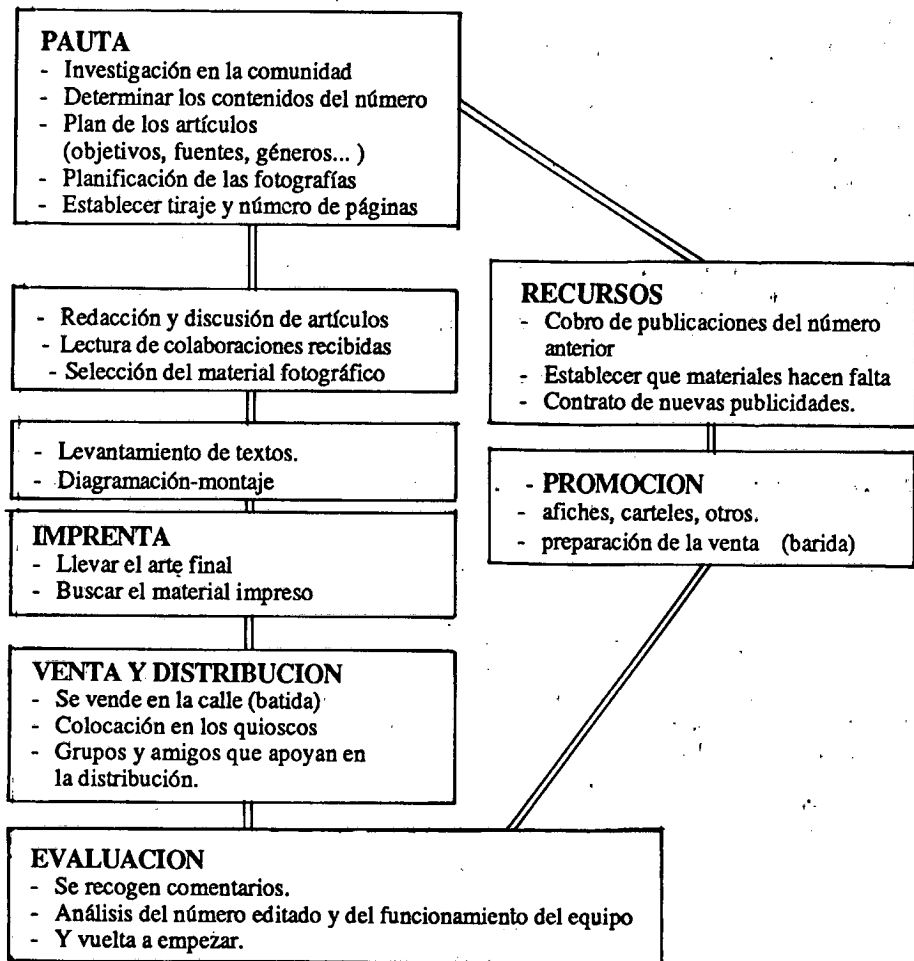 PAUTA
- Investigación en la comunidad
- Determinar los contenidos del número
- Plan de los artículos
(objetivos, fuentes, géneros... )
- Planificación de las fotografías
- Establecer tiraje y número de páginas
- Redacción y discusión de artículos
- Lectura de colaboraciones recibidas
- Selección del material fotográfico
- Levantamiento de textos.
- Diagramación-montaje
IMPRENTA
- Llevar el arte final
- Buscar el material impreso
VENTA Y DISTRIBUCION
- Se vende en la calle (batida)
- Colocación en los quioscos
- Grupos y amigos que apoyan en
la distribución.
RECURSOS
- Cobro de publicaciones del número
anterior
- Establecer que materiales hacen falta
- Contrato de nuevas publicidades.
- PROMOCION
- afiches, carteles, otros.
- preparación de la venta (barida)
EVALUACION
- Se recogen comentarios.
- Análisis del número editado y del funcionamiento del equipo
- Y vuelta a empezar.